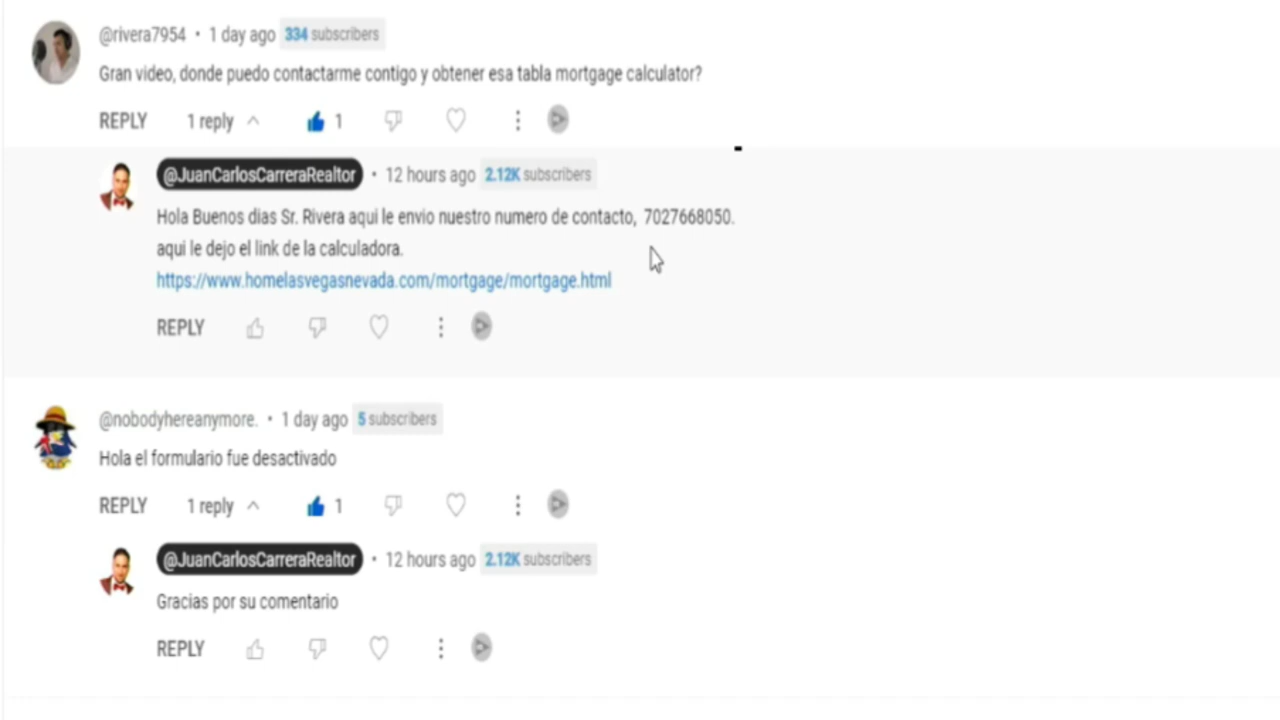 @rivera7954 • 1 day ago 334 subscribers
Gran video, donde puedo contactarme contigo y obtener esa tabla mortgage calculator?
REPLY 1 reply 1
@JuanCarlosCarreraRealtor • 12 hours ago 2.12K subscribers
Hola Buenos dias Sr. Rivera aqui le envio nuestro numero de contacto, 7027668050.
aqui le dejo el link de la calculadora.
https://www.homelasvegasnevada.com/mortgage/mortgage.html
REPLY
@nobodyhereanymore. • 1 day ago 5 subscribers
Hola el formulario fue desactivado
REPLY 1 reply 1
@JuanCarlosCarreraRealtor • 12 hours ago 2.12K subscribers
Gracias por su comentario
REPLY